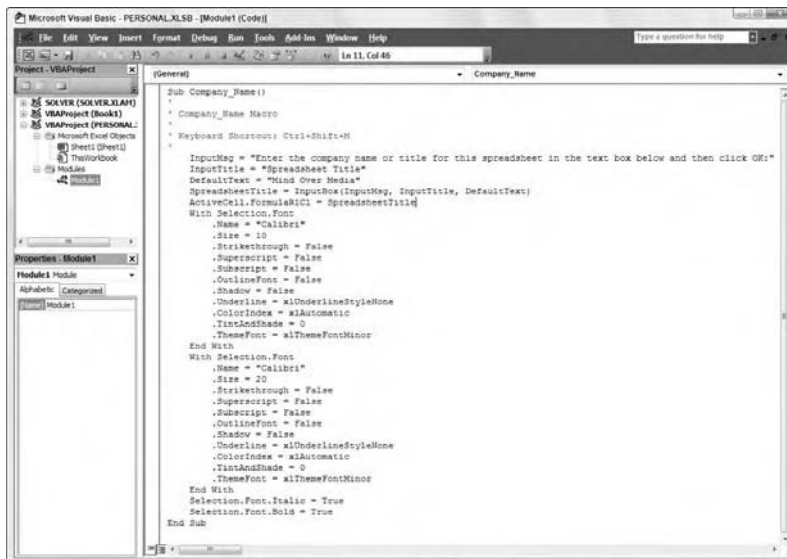 Microsoft Visual Basic - PERSONAL.XLSB - [Module1 (Code)]
File Edit View Insert Format Debug Run Tools Add-Ins Window Help
Type a question for help
Ln 11, Col 46
Project - VBAProject
(General)
Company_Name
SOLVER (SOLVER.XLAM)
VBAProject (Book1)
VBAProject (PERSONAL.
Microsoft Excel Objects
Sheet1 (Sheet1)
ThisWorkbook
Modules
Module1
Properties - Module1
Module1 Module
Alphabetic Categorized
(Name) Module1
Sub Company_Name()
'
' Company_Name Macro
'
' Keyboard Shortcut: Ctrl+Shift+M
'
InputMsg = "Enter the company name or title for this spreadsheet in the text box below and then click OK:"
InputTitle = "Spreadsheet Title"
DefaultText = "Mind Over Media"
SpreadsheetTitle = InputBox(InputMsg, InputTitle, DefaultText)
ActiveCell.FormulaR1C1 = SpreadsheetTitle
With Selection.Font
.Name = "Calibri"
.Size = 10
.Strikethrough = False
.Superscript = False
.Subscript = False
.OutlineFont = False
.Shadow = False
.Underline = xlUnderlineStyleNone
.ColorIndex = xlAutomatic
.TintAndShade = 0
.ThemeFont = xlThemeFontMinor
End With
With Selection.Font
.Name = "Calibri"
.Size = 20
.Strikethrough = False
.Superscript = False
.Subscript = False
.OutlineFont = False
.Shadow = False
.Underline = xlUnderlineStyleNone
.ColorIndex = xlAutomatic
.TintAndShade = 0
.ThemeFont = xlThemeFontMinor
End With
Selection.Font.Italic = True
Selection.Font.Bold = True
End Sub